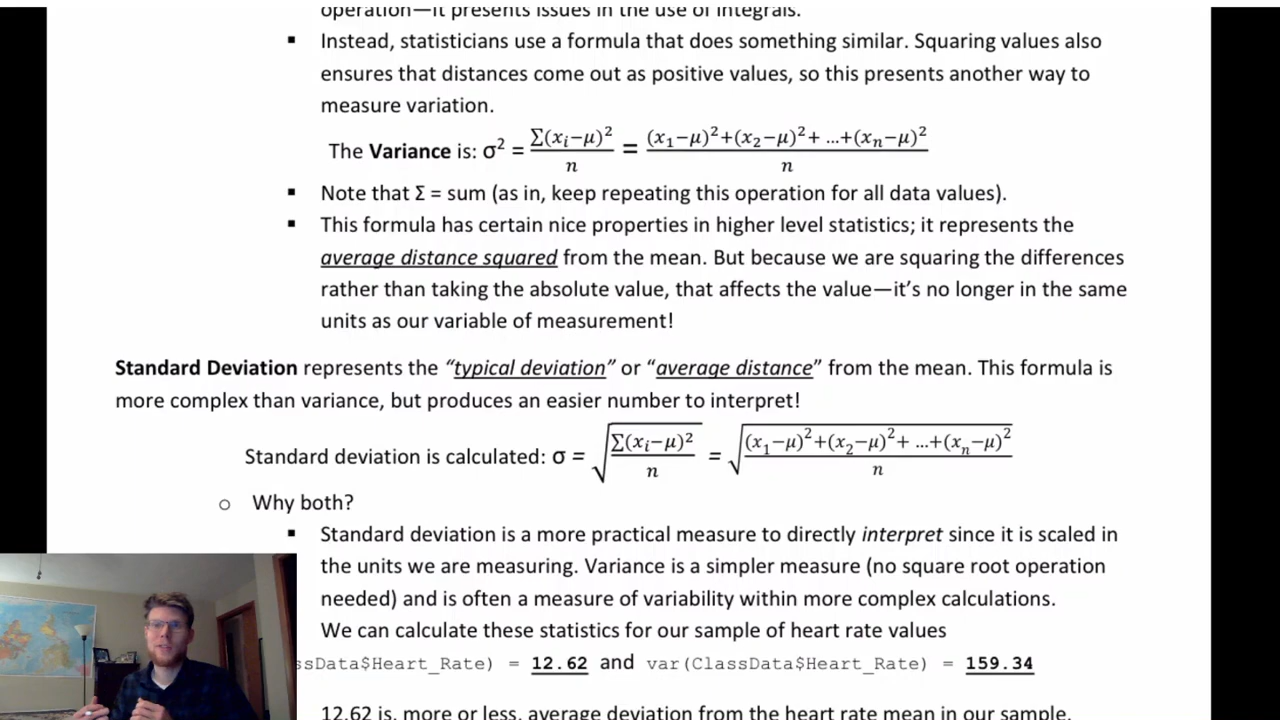 operation—it presents issues in the use of integrals.
▪ Instead, statisticians use a formula that does something similar. Squaring values also
ensures that distances come out as positive values, so this presents another way to
measure variation.
The Variance is: σ² = Σ(xᵢ−μ)²/n = (x₁−μ)²+(x₂−μ)²+ …+(xₙ−μ)²/n
▪ Note that Σ = sum (as in, keep repeating this operation for all data values).
▪ This formula has certain nice properties in higher level statistics; it represents the
average distance squared from the mean. But because we are squaring the differences
rather than taking the absolute value, that affects the value—it’s no longer in the same
units as our variable of measurement!
Standard Deviation represents the “typical deviation” or “average distance” from the mean. This formula is
more complex than variance, but produces an easier number to interpret!
Standard deviation is calculated: σ = √(Σ(xᵢ−μ)²/n) = √((x₁−μ)²+(x₂−μ)²+ …+(xₙ−μ)²/n)
o Why both?
▪ Standard deviation is a more practical measure to directly interpret since it is scaled in
the units we are measuring. Variance is a simpler measure (no square root operation
needed) and is often a measure of variability within more complex calculations.
We can calculate these statistics for our sample of heart rate values
ssData$Heart_Rate) = 12.62 and var(ClassData$Heart_Rate) = 159.34
12.62 is, more or less, average deviation from the heart rate mean in our sample.